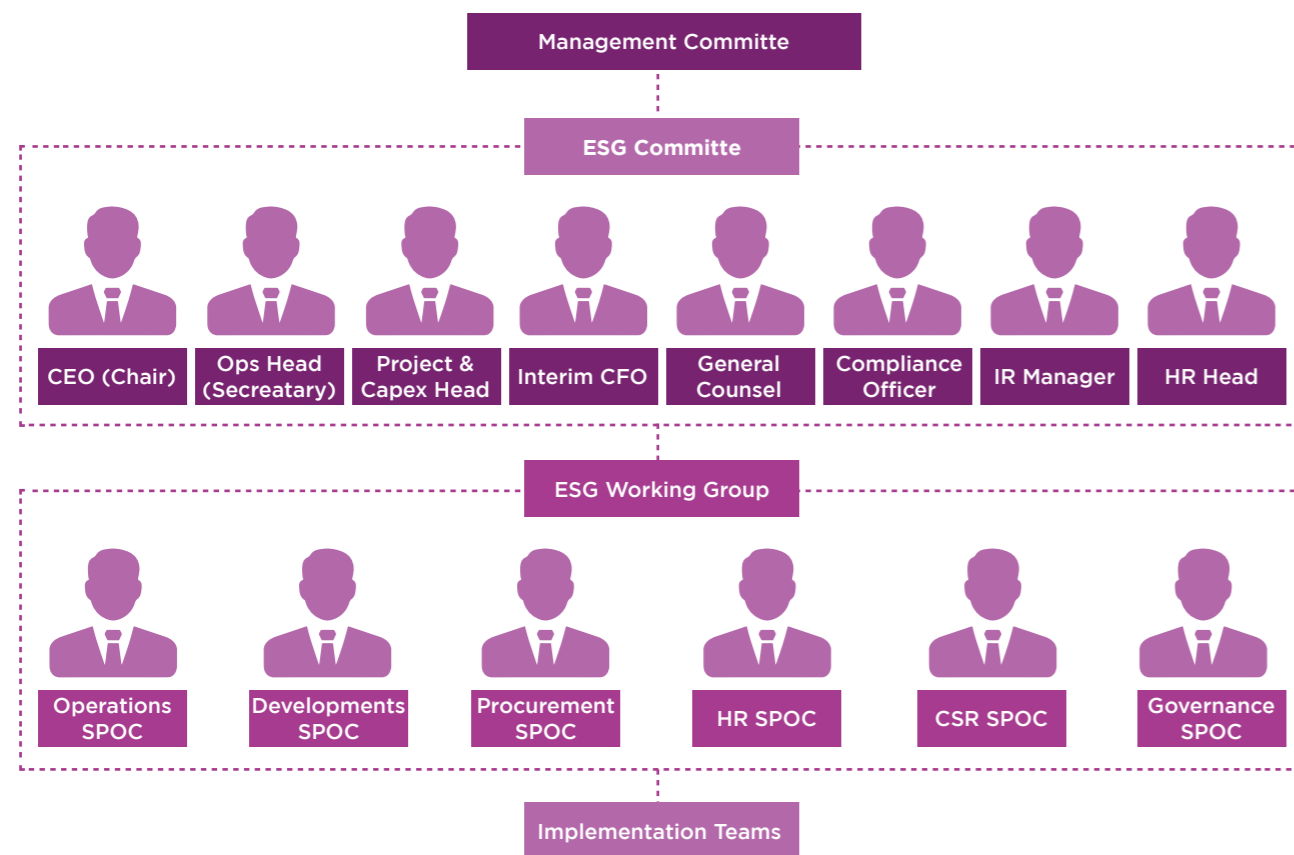 Management Committe
ESG Committe
CEO (Chair)
Ops Head
(Secreatary)
Project &
Capex Head
Interim CFO
General
Counsel
Compliance
Officer
IR Manager
HR Head
ESG Working Group
Operations
SPOC
Developments
SPOC
Procurement
SPOC
HR SPOC
CSR SPOC
Governance
SPOC
Implementation Teams